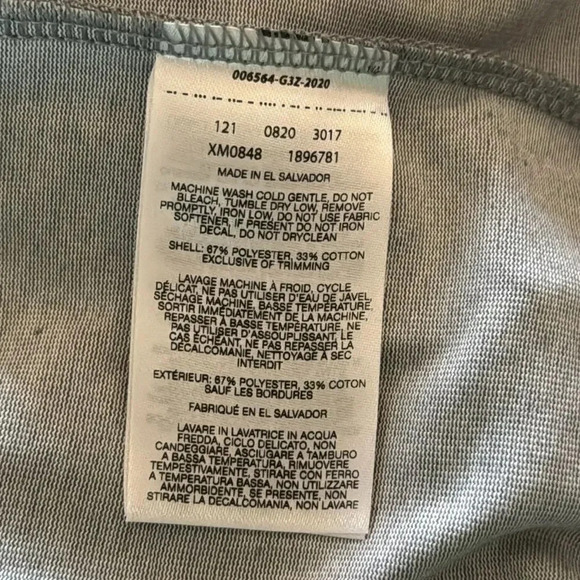 006564-G3Z-2020
121 0820 3017
XM0848 1896781
MADE IN EL SALVADOR
MACHINE WASH COLD GENTLE, DO NOT
BLEACH, TUMBLE DRY LOW, REMOVE
PROMPTLY, IRON LOW, DO NOT USE FABRIC
SOFTENER, IF PRESENT DO NOT IRON
DECAL, DO NOT DRYCLEAN
SHELL: 67% POLYESTER, 33% COTTON
EXCLUSIVE OF TRIMMING
LAVAGE MACHINE À FROID, CYCLE
DÉLICAT, NE PAS UTILISER D'EAU DE JAVEL,
SÉCHAGE MACHINE, BASSE TEMPÉRATURE,
SORTIR IMMÉDIATEMENT DE LA MACHINE,
REPASSER À BASSE TEMPÉRATURE, NE
PAS UTILISER D'ASSOUPLISSANT, LE
CAS ÉCHÉANT, NE PAS REPASSER LA
DÉCALCOMANIE, NETTOYAGE À SEC
INTERDIT
EXTÉRIEUR: 67% POLYESTER, 33% COTON
SAUF LES BORDURES
FABRIQUÉ EN EL SALVADOR
LAVARE IN LAVATRICE IN ACQUA
FREDDA, CICLO DELICATO, NON
CANDEGGIARE, ASCIUGARE A TAMBURO
A BASSA TEMPERATURA, RIMUOVERE
TEMPESTIVAMENTE, STIRARE CON FERRO
A TEMPERATURA BASSA, NON UTILIZZARE
AMMORBIDENTE, SE PRESENTE, NON
STIRARE LA DECALCOMANIA, NON LAVARE